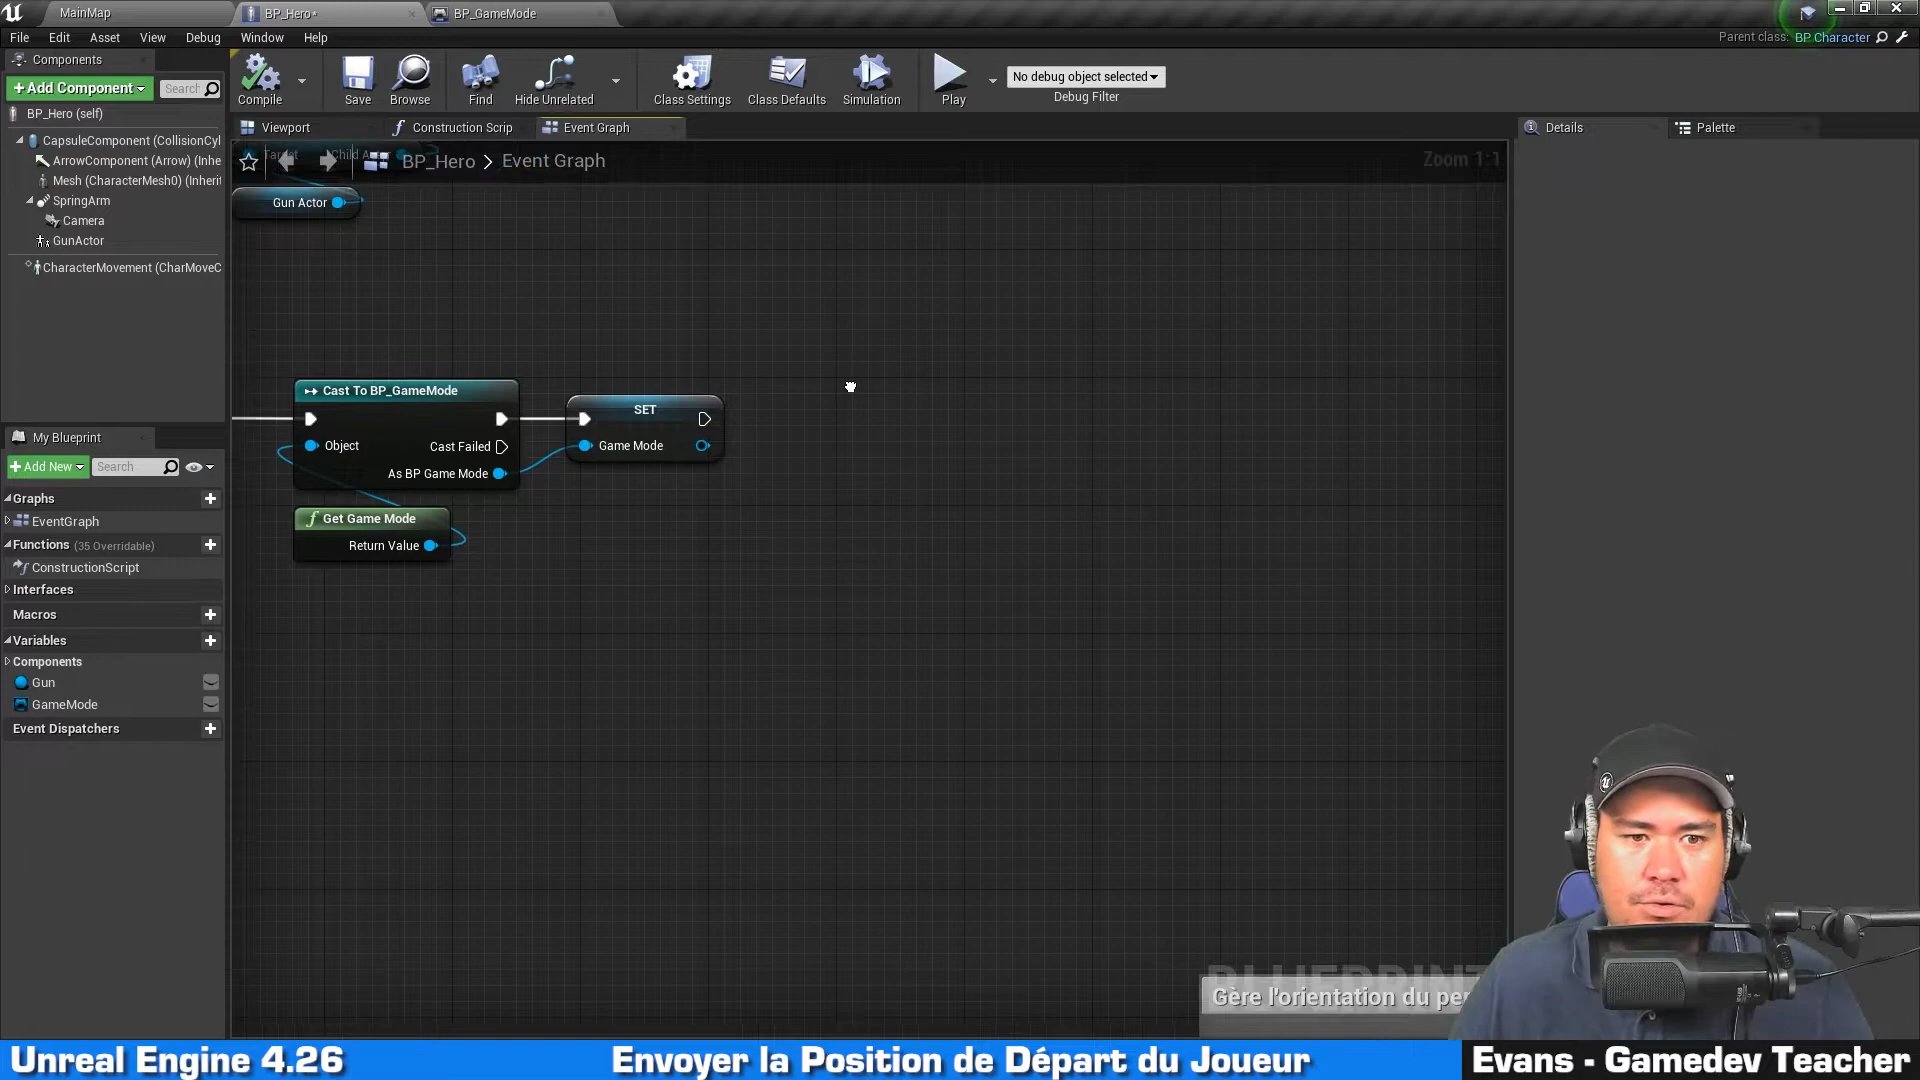 MainMap
BP_Hero*
BP_GameMode
File Edit Asset View Debug Window Help
Parent class: BP Character
Components
+Add Component
Search
BP_Hero (self)
CapsuleComponent (CollisionCyl
ArrowComponent (Arrow) (Inhe
Mesh (CharacterMesh0) (Inherit
SpringArm
Camera
GunActor
CharacterMovement (CharMoveC
Compile
Save
Browse
Find
Hide Unrelated
Class Settings
Class Defaults
Simulation
Play
No debug object selected
Debug Filter
Viewport
Construction Scrip
Event Graph
Details
Palette
Target
Child A
BP_Hero > Event Graph
Zoom 1:1
Gun Actor
Cast To BP_GameMode
Object
Cast Failed
As BP Game Mode
SET
Game Mode
Get Game Mode
Return Value
My Blueprint
+Add New
Search
Graphs
EventGraph
Functions (35 Overridable)
ConstructionScript
Interfaces
Macros
Variables
Components
Gun
GameMode
Event Dispatchers
BLUEPRINT
Gère l'orientation du per
Unreal Engine 4.26
Envoyer la Position de Départ du Joueur
Evans - Gamedev Teacher